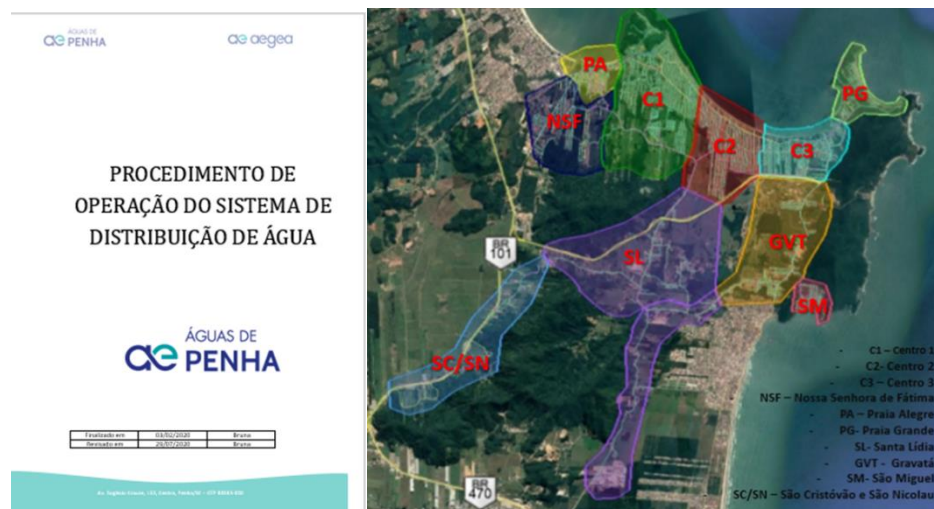 ÁGUAS DE
PENHA
aegea
PROCEDIMENTO DE
OPERAÇÃO DO SISTEMA DE
DISTRIBUIÇÃO DE ÁGUA
ÁGUAS DE
PENHA
Finalizado em 03/02/2020 Bruna
Revisado em 29/07/2020 Bruna
PA
C1
NSF
C2
C3
PG
SL
GVT
SM
SC/SN
BR
101
BR
470
- C1 – Centro 1
- C2- Centro 2
- C3 – Centro 3
NSF – Nossa Senhora de Fátima
- PA – Praia Alegre
- PG- Praia Grande
- SL- Santa Lídia
- GVT - Gravatá
- SM- São Miguel
- SC/SN – São Cristóvão e São Nicolau